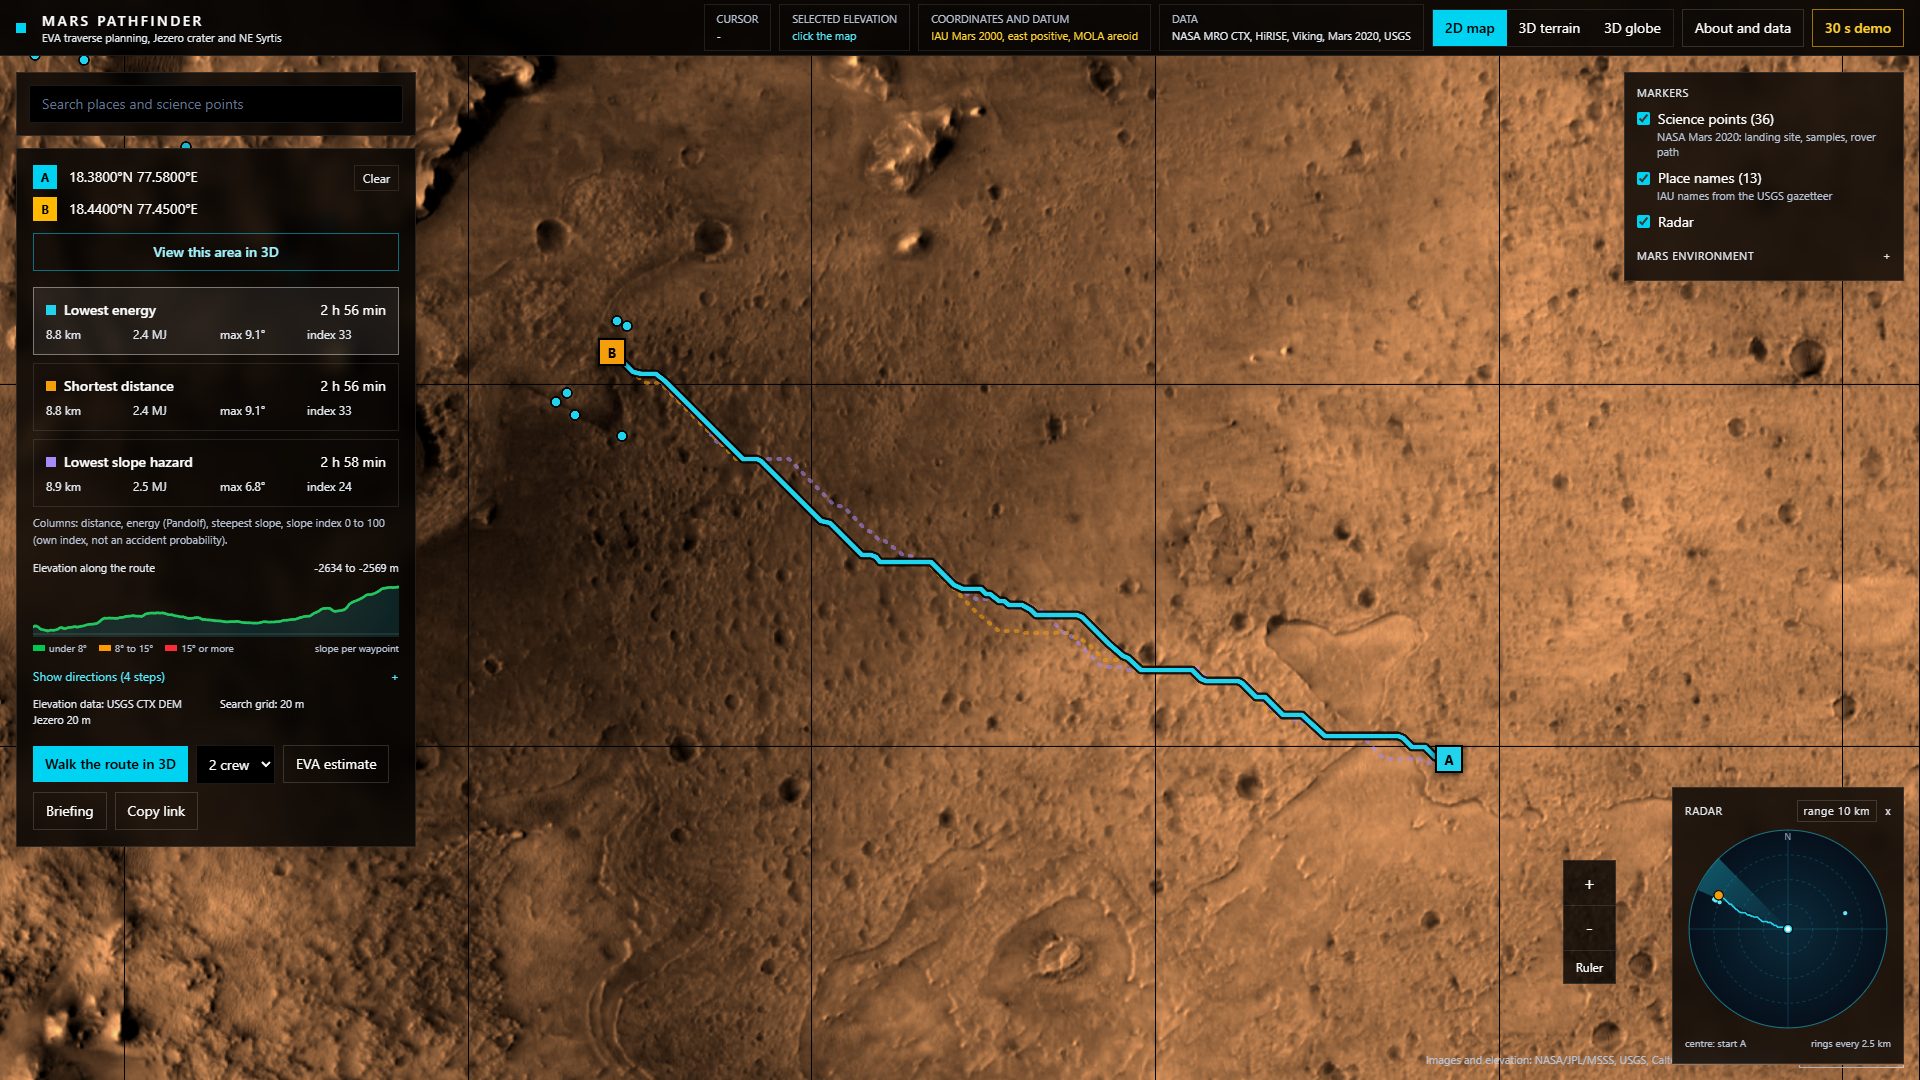 MARS PATHFINDER
EVA traverse planning, Jezero crater and NE Syrtis
CURSOR
-
SELECTED ELEVATION
click the map
COORDINATES AND DATUM
IAU Mars 2000, east positive, MOLA areoid
DATA
NASA MRO CTX, HiRISE, Viking, Mars 2020, USGS
2D map
3D terrain
3D globe
About and data
30 s demo
Search places and science points
A
18.3800°N 77.5800°E
Clear
B
18.4400°N 77.4500°E
View this area in 3D
Lowest energy 2 h 56 min
8.8 km 2.4 MJ max 9.1° index 33
Shortest distance 2 h 56 min
8.8 km 2.4 MJ max 9.1° index 33
Lowest slope hazard 2 h 58 min
8.9 km 2.5 MJ max 6.8° index 24
Columns: distance, energy (Pandolf), steepest slope, slope index 0 to 100
(own index, not an accident probability).
Elevation along the route -2634 to -2569 m
under 8° 8° to 15° 15° or more slope per waypoint
Show directions (4 steps) +
Elevation data: USGS CTX DEM
Jezero 20 m
Search grid: 20 m
Walk the route in 3D
2 crew
EVA estimate
Briefing
Copy link
B
A
MARKERS
Science points (36)
NASA Mars 2020: landing site, samples, rover
path
Place names (13)
IAU names from the USGS gazetteer
Radar
MARS ENVIRONMENT +
+
-
Ruler
RADAR
range 10 km
x
N
centre: start A
rings every 2.5 km
Images and elevation: NASA/JPL/MSSS, USGS,